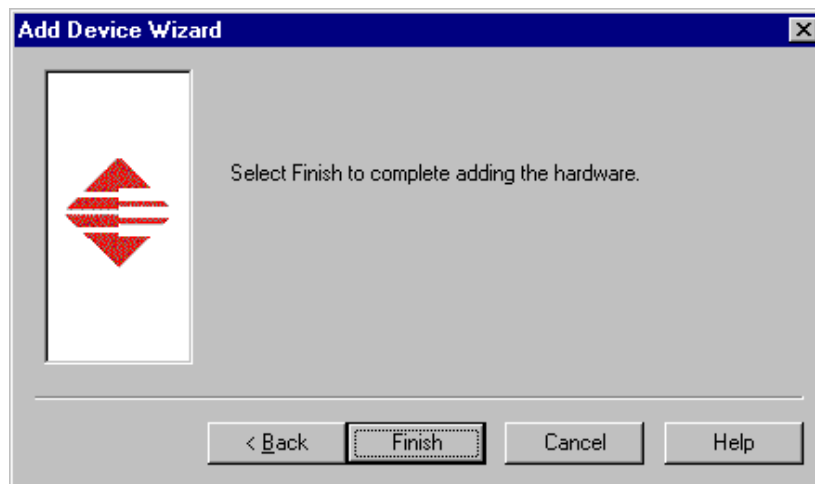 Add Device Wizard
Select Finish to complete adding the hardware.
< Back
Finish
Cancel
Help